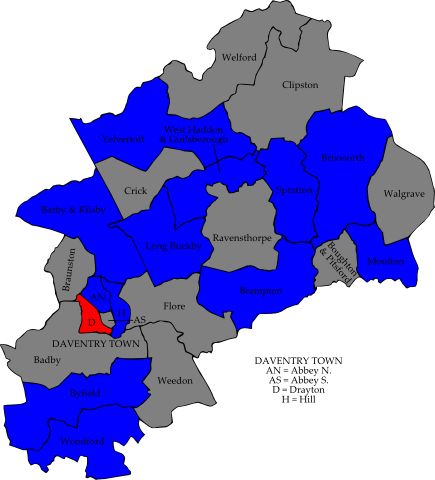 Welford
Clipston
Yelvertoft
West Haddon
& Guilsborough
Brixworth
Crick
Spratton
Walgrave
Barby & Kilsby
Long Buckby
Ravensthorpe
Boughton
& Pitsford
Moulton
Braunston
Brampton
AN
Flore
H
AS
D
DAVENTRY TOWN
Badby
Weedon
Byfield
Woodford
DAVENTRY TOWN
AN = Abbey N.
AS = Abbey S.
D = Drayton
H = Hill